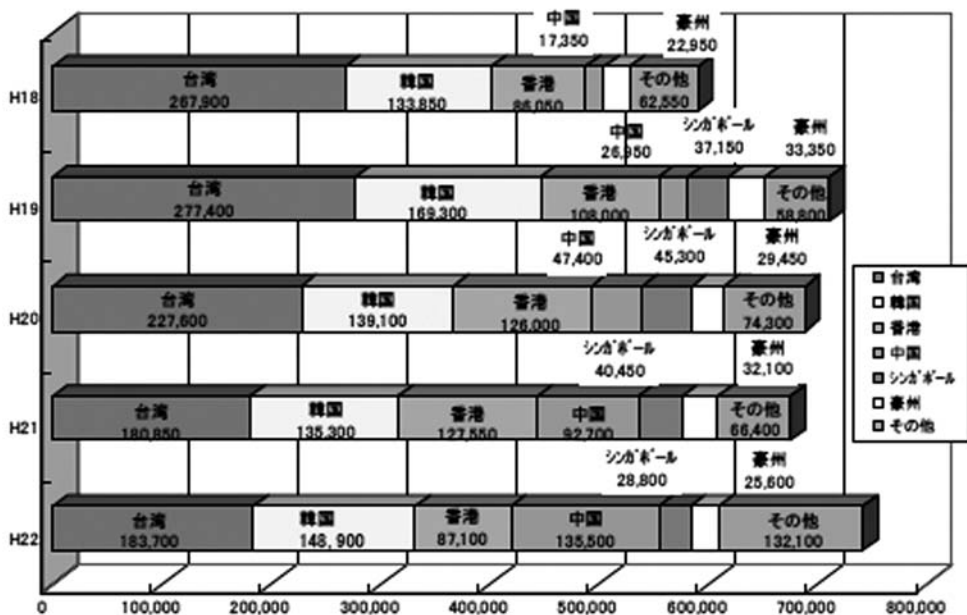 中国
17,350
豪州
22,950
H18
台湾
267,900
韓国
133,850
香港
86,050
その他
62,550
中国
26,950
シンガポール
37,150
豪州
33,350
H19
台湾
277,400
韓国
169,300
香港
108,000
その他
58,800
中国
47,400
シンガポール
45,300
豪州
29,450
H20
台湾
227,600
韓国
139,100
香港
126,000
その他
74,300
シンガポール
40,450
豪州
32,100
H21
台湾
180,850
韓国
135,300
香港
127,550
中国
92,700
その他
66,400
シンガポール
28,800
豪州
25,600
H22
台湾
183,700
韓国
148,900
香港
87,100
中国
135,500
その他
132,100
0
100,000
200,000
300,000
400,000
500,000
600,000
700,000
800,000
台湾
韓国
香港
中国
シンガポール
豪州
その他